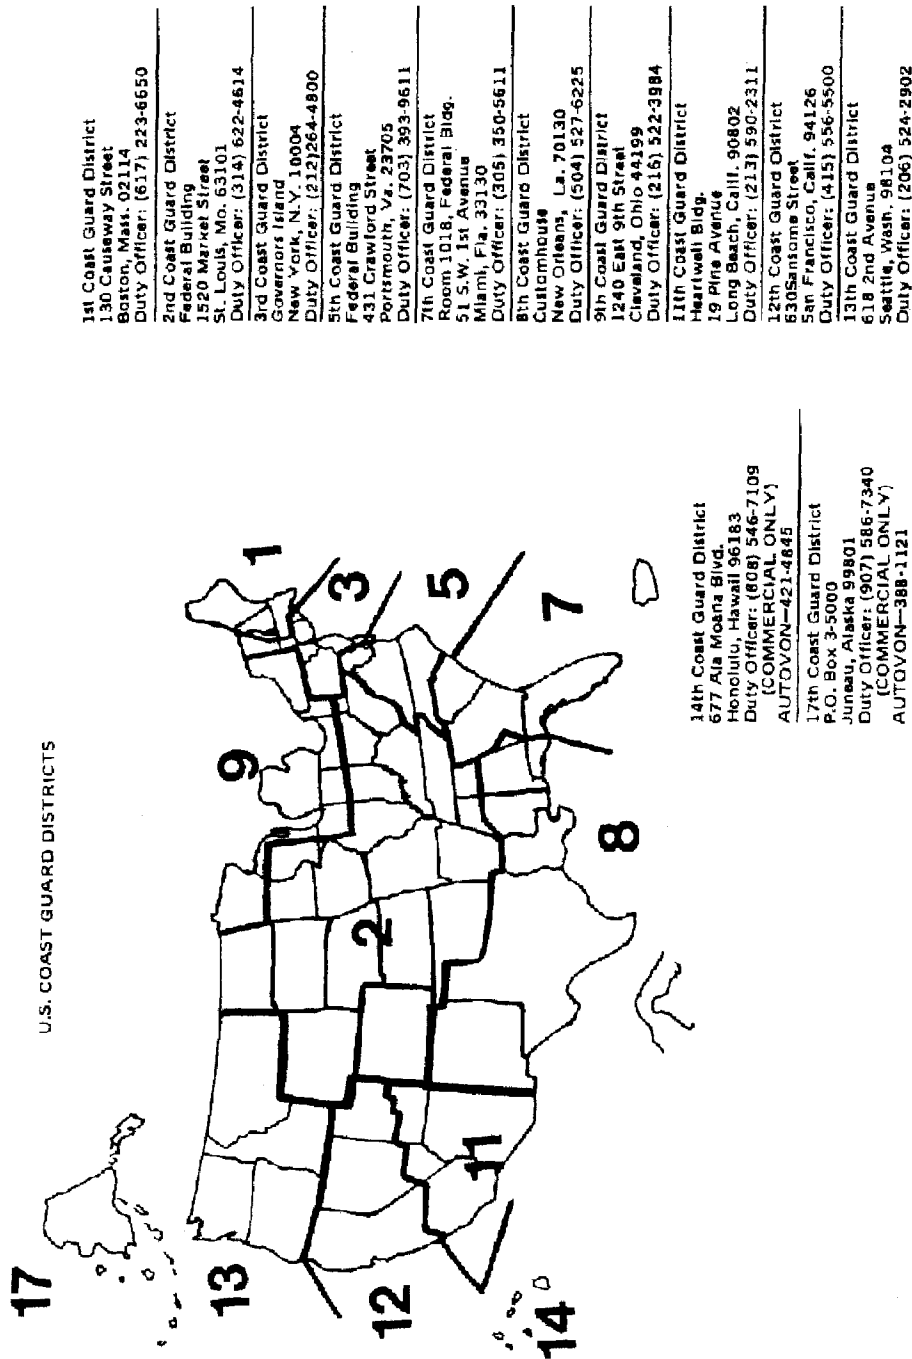 U.S. COAST GUARD DISTRICTS
17
13
12
14
11
2
9
8
1
3
5
7
1st Coast Guard District
130 Causeway Street
Boston, Mass. 02114
Duty Officer: (617) 223-6650
2nd Coast Guard District
Federal Building
1520 Market Street
St. Louis, Mo. 63101
Duty Officer: (314) 622-4614
3rd Coast Guard District
Governors Island
New York, N.Y. 10004
Duty Officer: (212)264-4800
5th Coast Guard District
Federal Building
431 Crawford Street
Portsmouth, Va. 23705
Duty Officer: (703) 393-9611
7th Coast Guard District
Room 1018, Federal Bldg.
51 S.W. 1st Avenue
Miami, Fla. 33130
Duty Officer: (305) 350-5611
8th Coast Guard District
Customhouse
New Orleans, La. 70130
Duty Officer: (504) 527-6225
9th Coast Guard District
1240 East 9th Street
Cleveland, Ohio 44199
Duty Officer: (216) 522-3984
11th Coast Guard District
Heartwell Bldg.
19 Pine Avenue
Long Beach, Calif. 90802
Duty Officer: (213) 590-2311
12th Coast Guard District
630Sansome Street
San Francisco, Calif. 94126
Duty Officer: (415) 556-5500
13th Coast Guard District
618 2nd Avenue
Seattle, Wash. 98104
Duty Officer: (206) 524-2902
14th Coast Guard District
677 Ala Moana Blvd.
Honolulu, Hawaii 96183
Duty Officer: (808) 546-7109
(COMMERCIAL ONLY)
AUTOVON—421-4845
17th Coast Guard District
P.O. Box 3-5000
Juneau, Alaska 99801
Duty Officer: (907) 586-7340
(COMMERCIAL ONLY)
AUTOVON—388-1121